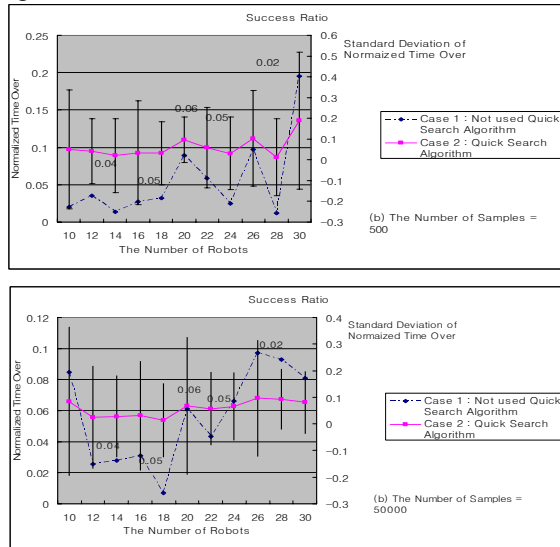 Success Ratio
0.25
0.2
0.15
0.1
0.05
0
Normalized Time Over
0.6
0.5
0.4
0.3
0.2
0.1
0
−0.1
−0.2
−0.3
Standard Deviation of
Normaized Time Over
0.02
0.06
0.05
0.04
0.05
Case 1 : Not used Quick
Search Algorithm
Case 2 : Quick Search
Algorithm
10 12 14 16 18 20 22 24 26 28 30
The Number of Robots
(b) The Number of Samples =
500
Success Ratio
0.12
0.1
0.08
0.06
0.04
0.02
0
Normalized Time Over
0.4
0.3
0.2
0.1
0
−0.1
−0.2
−0.3
Standard Deviation of
Normaized Time Over
0.02
0.06
0.05
0.04
0.05
Case 1 : Not used Quick
Search Algorithm
Case 2 : Quick Search
Algorithm
10 12 14 16 18 20 22 24 26 28 30
The Number of Robots
(b) The Number of Samples =
50000